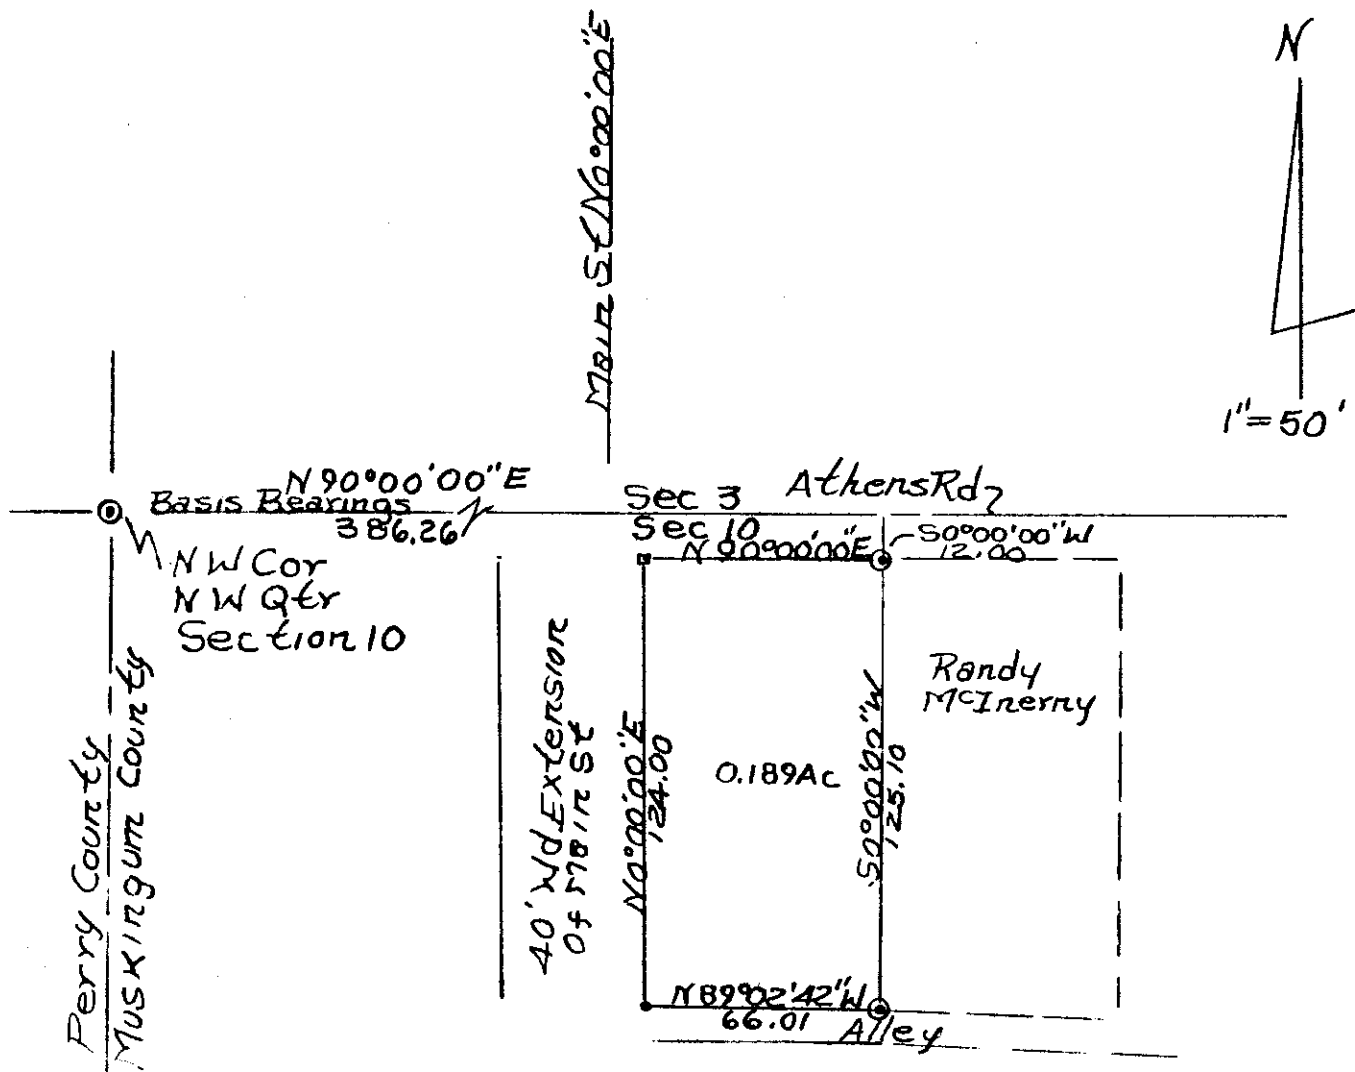 N
1"=50'
Main St (N0°00'00"E
N90°00'00"E
Basis Bearings
386.26
Sec 3
Athens Rd
Sec 10
S0°00'00"W
12.00
N90°00'00"E
NW Cor
NW Qtr
Section 10
Perry County
Muskingum County
40' Wd Extension
Of Main St
N0°00'00"E
124.00
0.189Ac
S0°00'00"W
125.10
Randy
McInerny
N89°02'42"W
66.01
Alley